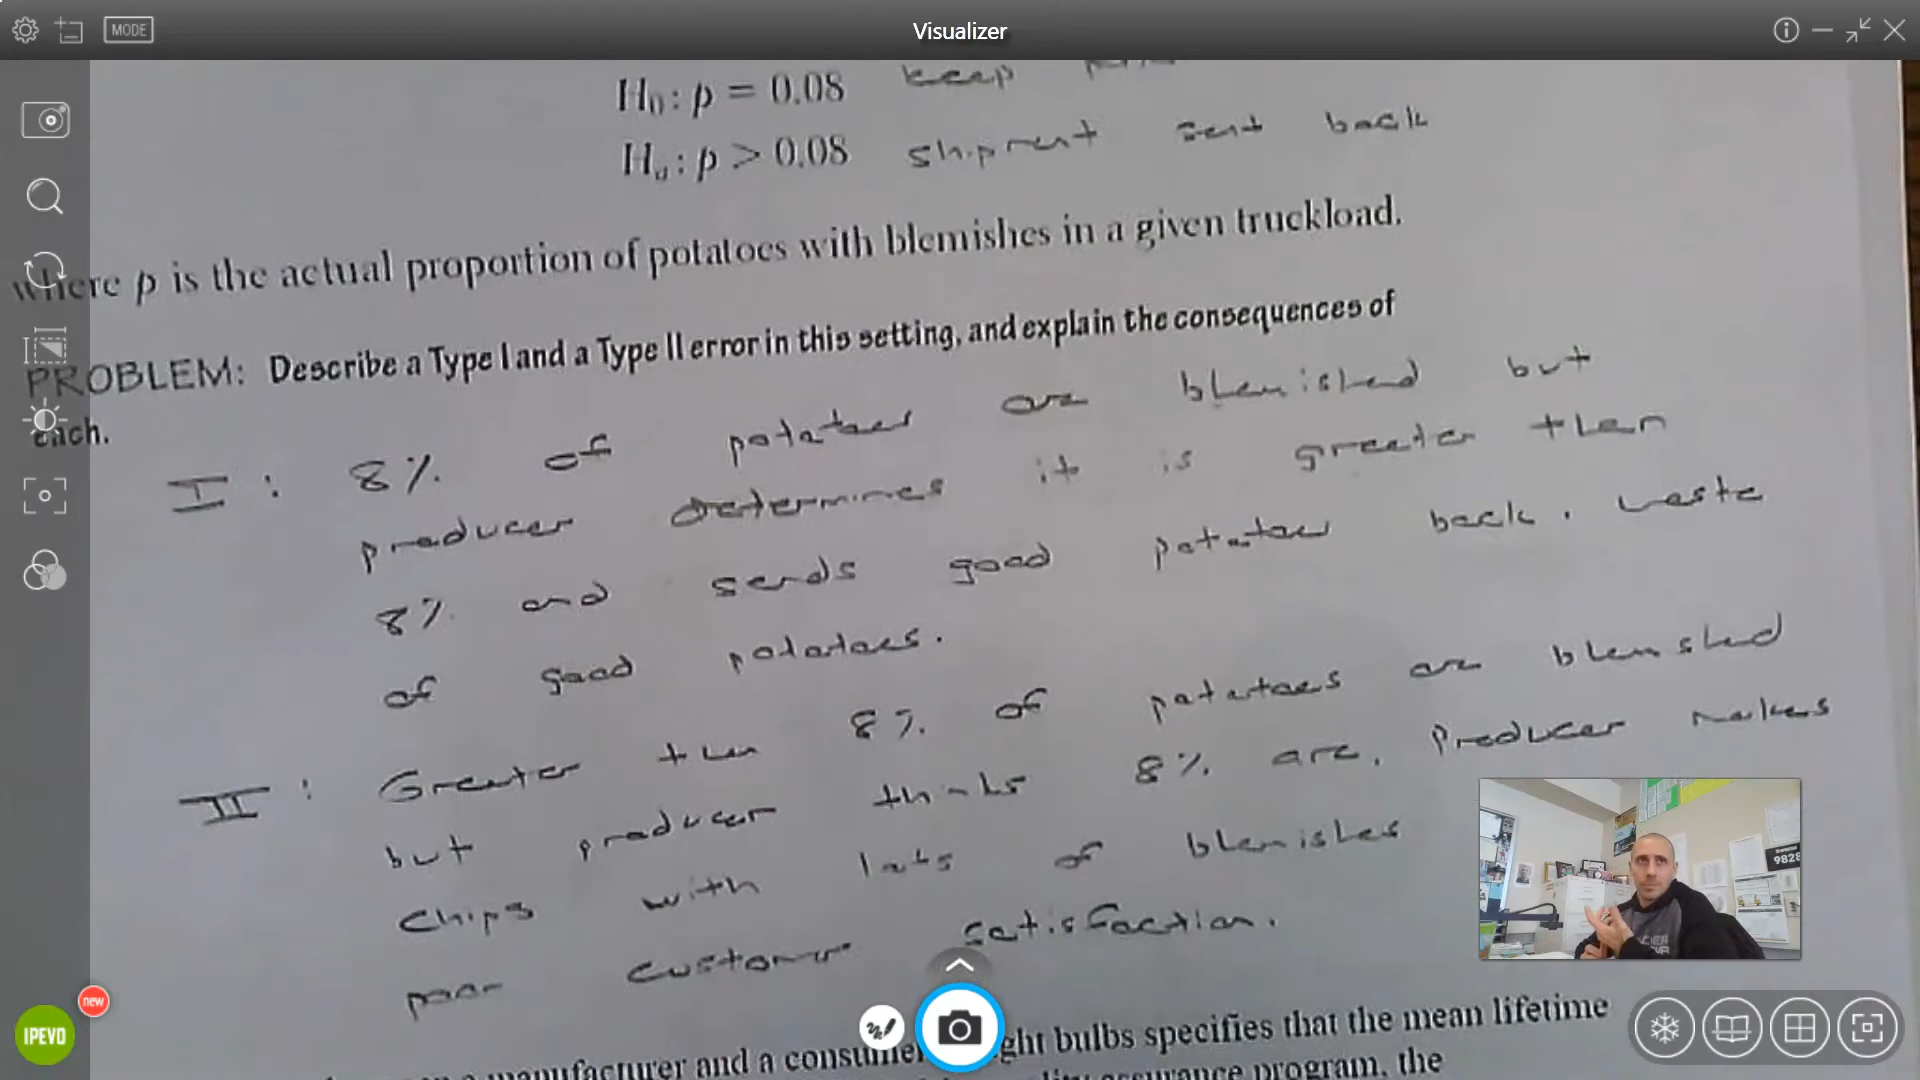 MODE
Visualizer
H₀ : p = 0.08 keep
Hₐ : p > 0.08 shipment sent back
where p is the actual proportion of potatoes with blemishes in a given truckload.
PROBLEM: Describe a Type I and a Type II error in this setting, and explain the consequences of
each.
I : 8% of potatoes are blemished but
producer determines it is greater than
8% and sends good potatoes back. waste
of good potatoes.
II : Greater than 8% of potatoes are blemished
but producer thinks 8% are. Producer makes
chips with lots of blemishes
poor customer satisfaction.
manufacturer and a consumer
ght bulbs specifies that the mean lifetime
assurance program, the
9828
new
IPEVO